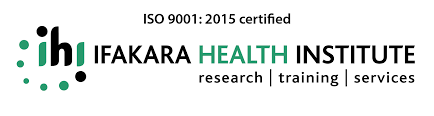 ISO 9001: 2015 certified
ihi IFAKARA HEALTH INSTITUTE
research | training | services